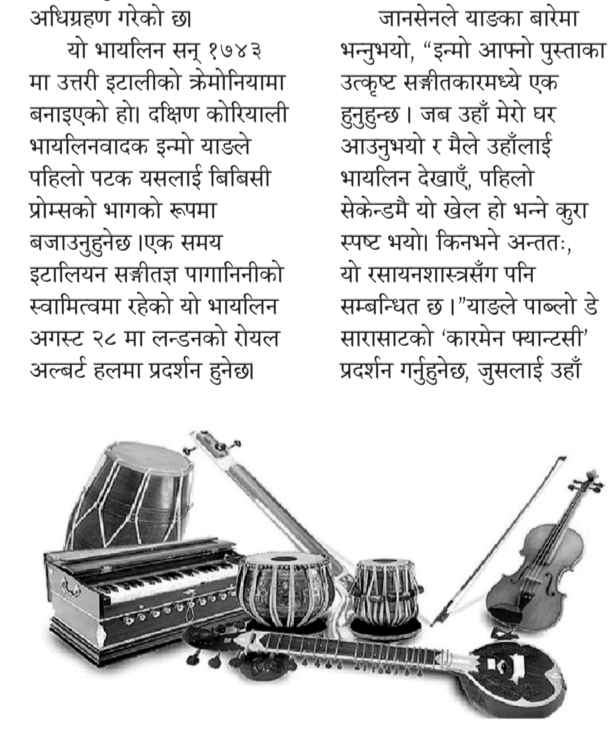 अधिग्रहण गरेको छ।
यो भायलिन सन् १७४३
मा उत्तरी इटालीको क्रेमोनियामा
बनाइएको हो। दक्षिण कोरियाली
भायलिनवादक इन्मो याङले
पहिलो पटक यसलाई बिबिसी
प्रोम्सको भागको रूपमा
बजाउनुहुनेछ ।एक समय
इटालियन सङ्गीतज्ञ पागानिनीको
स्वामित्वमा रहेको यो भायलिन
अगस्ट २८ मा लन्डनको रोयल
अल्बर्ट हलमा प्रदर्शन हुनेछ।
जानसेनले याङका बारेमा
भन्नुभयो, “इन्मो आफ्नो पुस्ताका
उत्कृष्ट सङ्गीतकारमध्ये एक
हुनुहुन्छ । जब उहाँ मेरो घर
आउनुभयो र मैले उहाँलाई
भायलिन देखाएँ, पहिलो
सेकेन्डमै यो खेल हो भन्ने कुरा
स्पष्ट भयो। किनभने अन्ततः,
यो रसायनशास्त्रसँग पनि
सम्बन्धित छ ।”याङले पाब्लो डे
सारासाटको ‘कारमेन फ्यान्टसी’
प्रदर्शन गर्नुहुनेछ, जुसलाई उहाँ